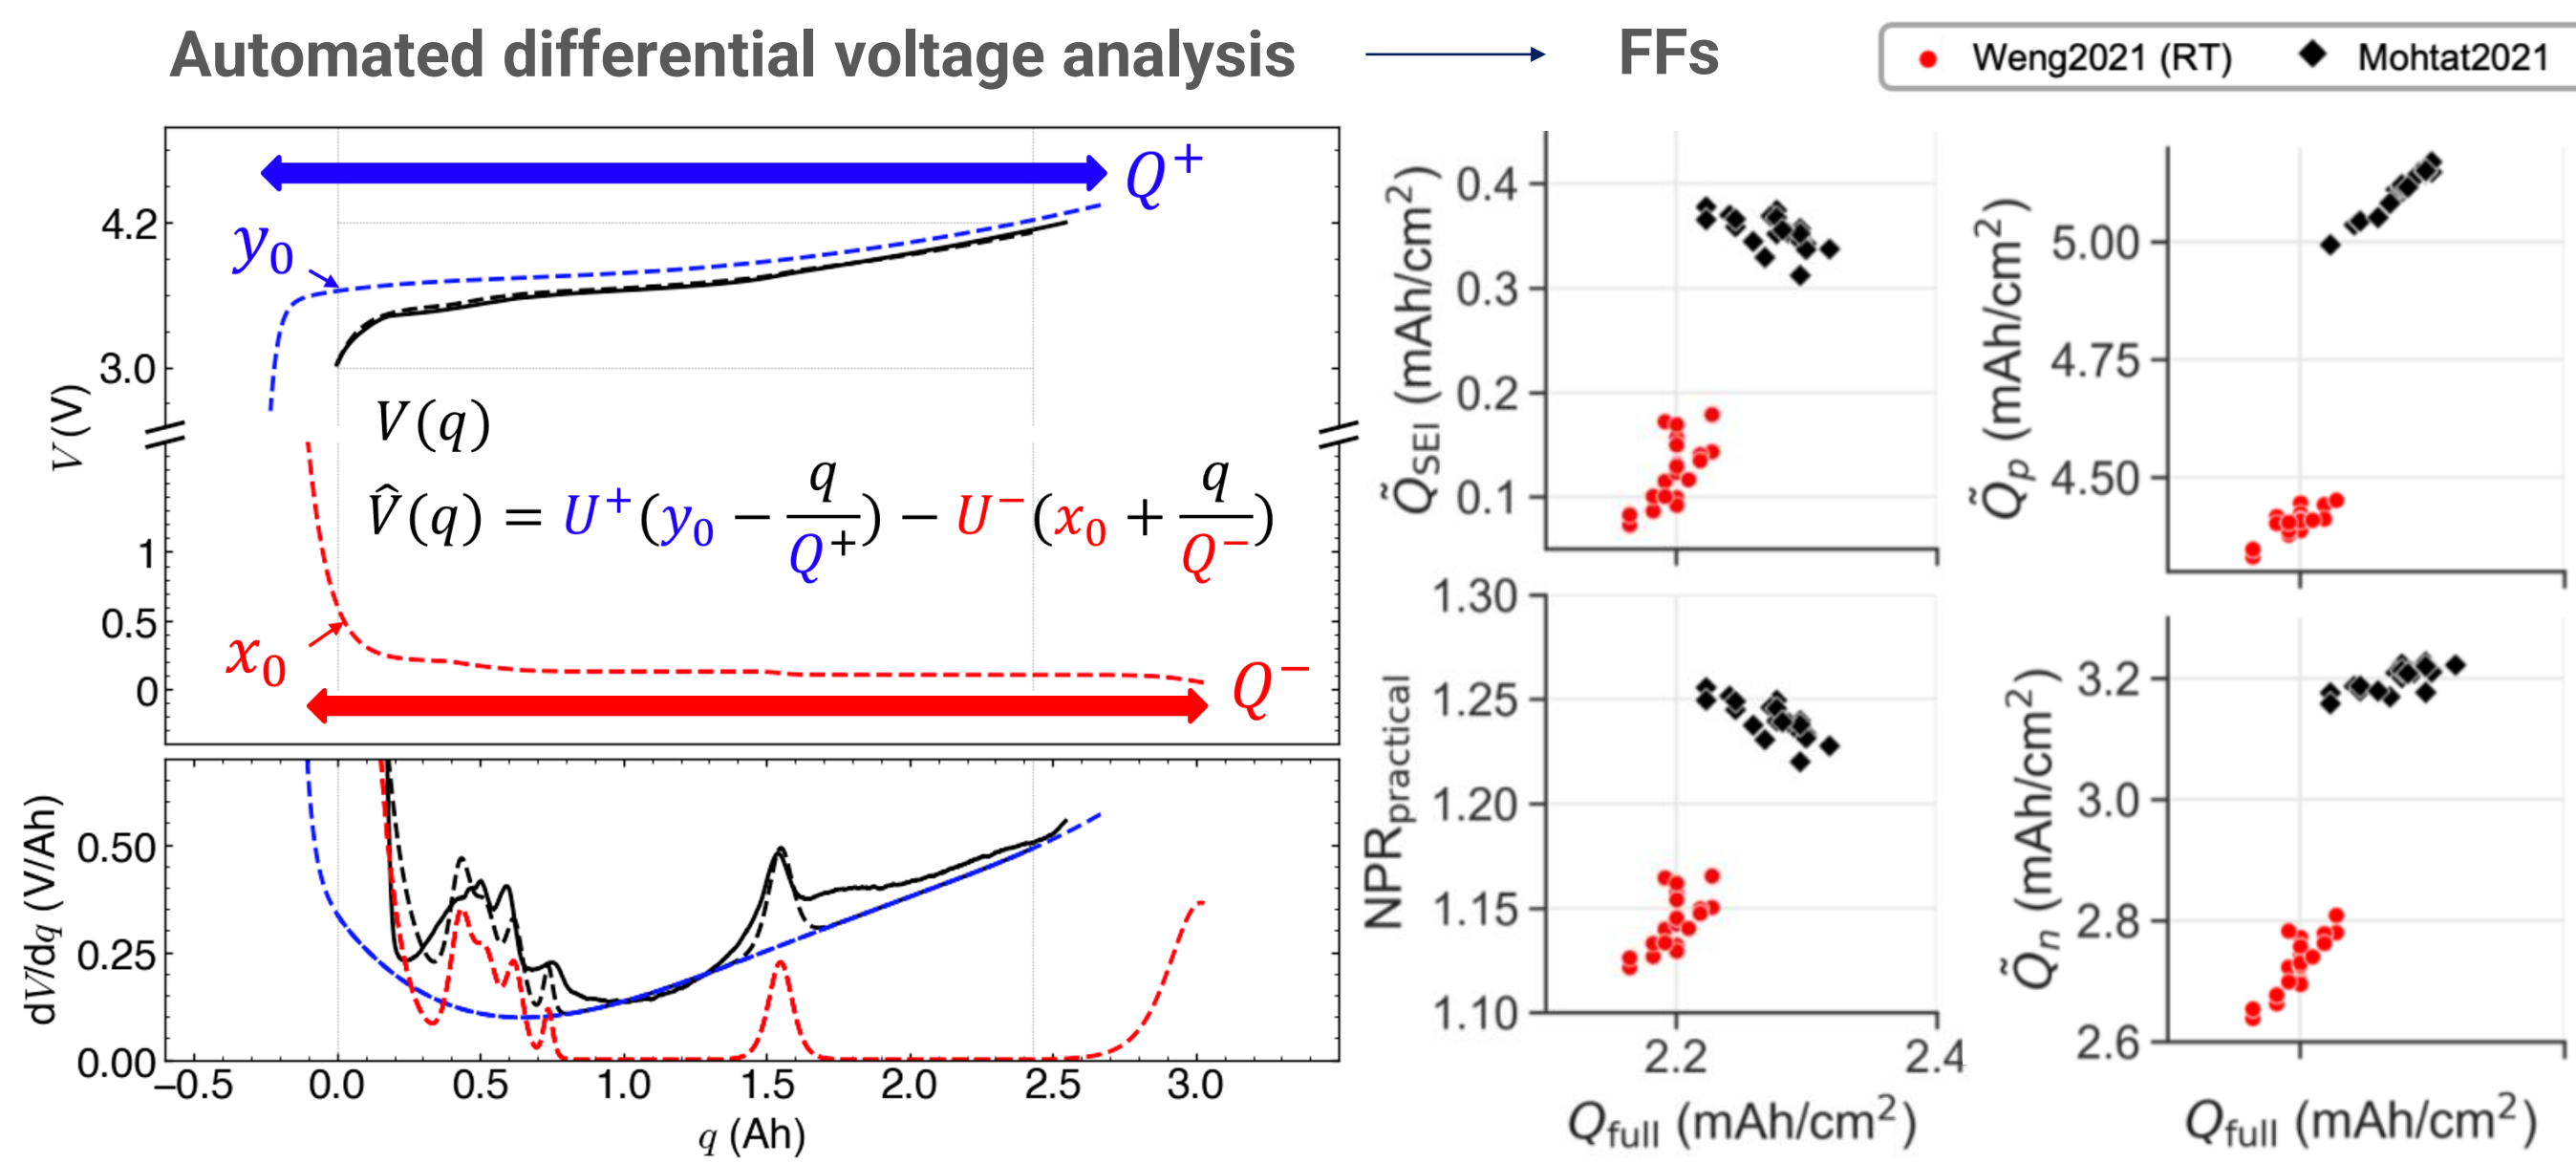 Automated differential voltage analysis
FFs
Weng2021 (RT) Mohtat2021
Q⁺
y₀
4.2
3.0
V (V)
V(q)
V̂(q) = U⁺(y₀ − q/Q⁺) − U⁻(x₀ + q/Q⁻)
1
0.5
0
x₀
Q⁻
dV/dq (V/Ah)
0.50
0.25
0.00
−0.5 0.0 0.5 1.0 1.5 2.0 2.5 3.0
q (Ah)
Q̃SEI (mAh/cm²)
0.4
0.3
0.2
0.1
Q̃p (mAh/cm²)
5.00
4.75
4.50
NPRpractical
1.30
1.25
1.20
1.15
1.10
2.2 2.4
Qfull (mAh/cm²)
Q̃n (mAh/cm²)
3.2
3.0
2.8
2.6
Qfull (mAh/cm²)